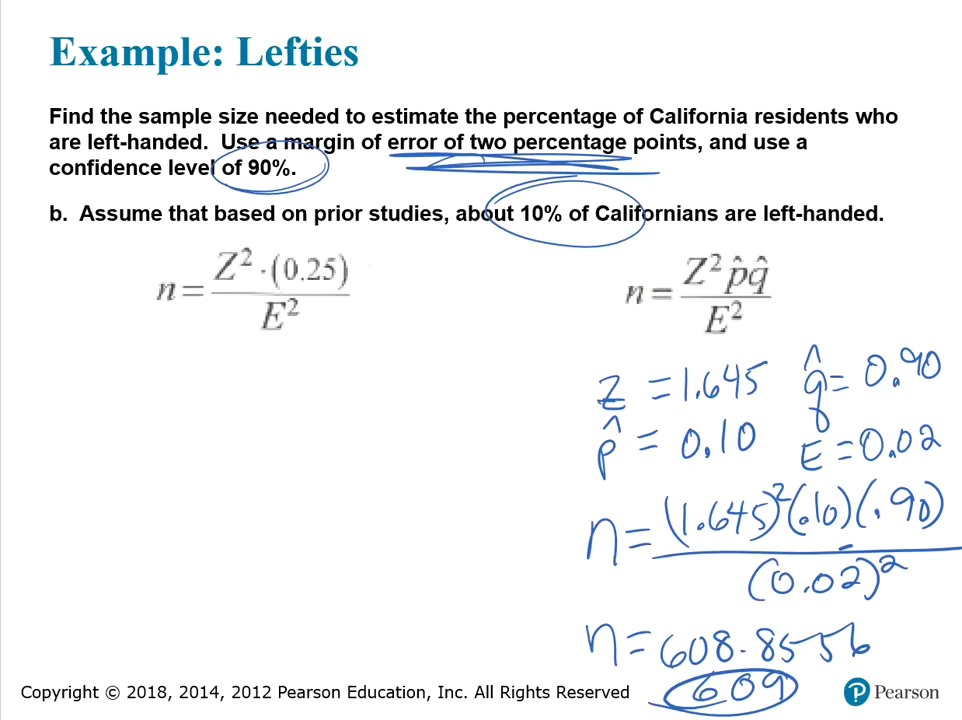 Example: Lefties
Find the sample size needed to estimate the percentage of California residents who
are left-handed.  Use a margin of error of two percentage points, and use a
confidence level of 90%.
b.  Assume that based on prior studies, about 10% of Californians are left-handed.
n = Z² · (0.25) / E²
n = Z² p̂q̂ / E²
z = 1.645   q̂ = 0.90
p̂ = 0.10   E = 0.02
n = (1.645)²(.10)(.90) / (0.02)²
n = 608.8556
609
Copyright © 2018, 2014, 2012 Pearson Education, Inc. All Rights Reserved
P Pearson